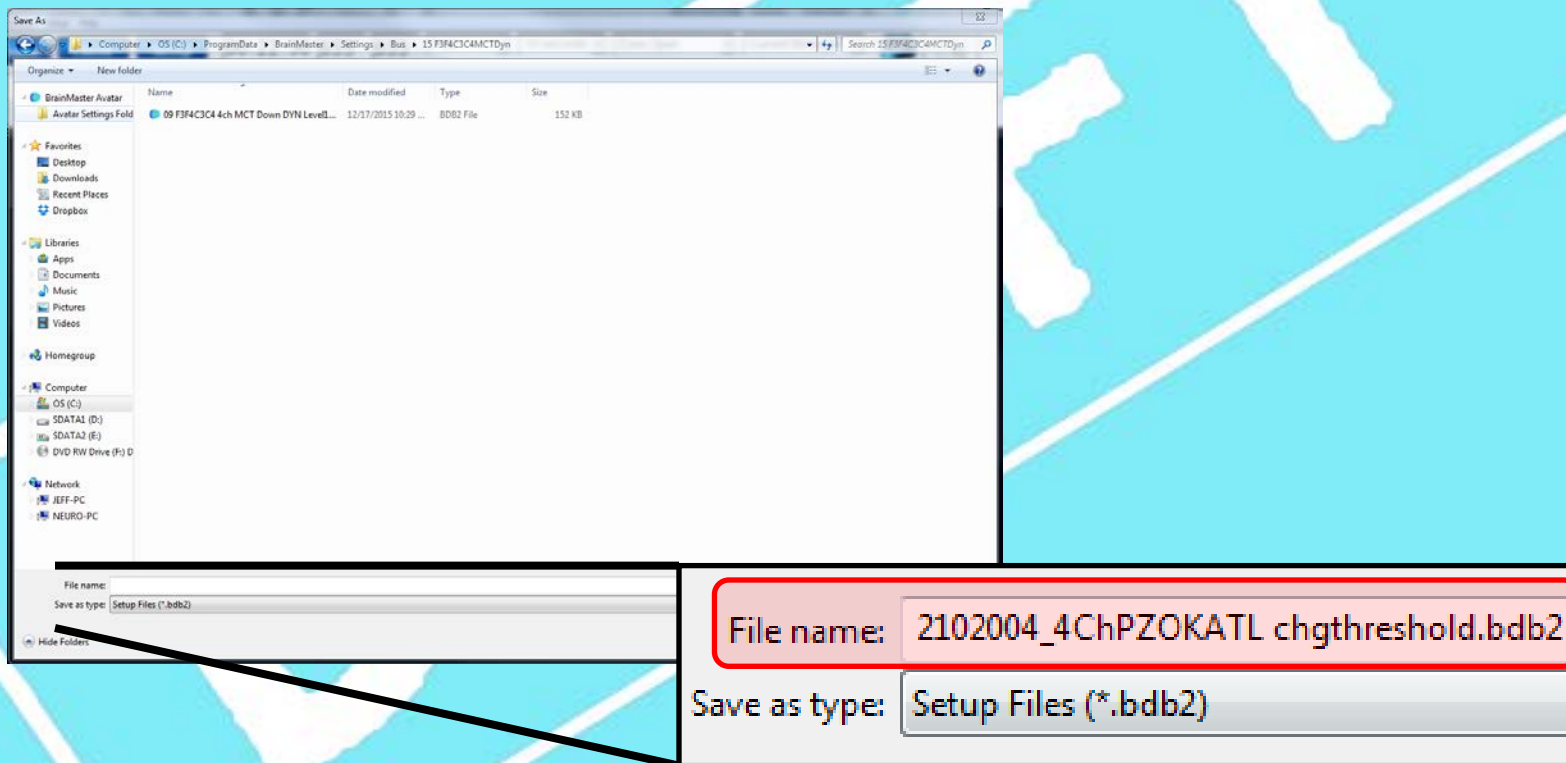 Save As
Computer ▸ OS (C:) ▸ ProgramData ▸ BrainMaster ▸ Settings ▸ Bus ▸ 15 F3F4C3C4MCTDyn
Search 15 F3F4C3C4MCTDyn
Organize New folder
Name Date modified Type Size
BrainMaster Avatar
Avatar Settings Fold
09 F3F4C3C4 4ch MCT Down DYN Level1... 12/17/2015 10:29 ... BDB2 File 152 KB
Favorites
Desktop
Downloads
Recent Places
Dropbox
Libraries
Apps
Documents
Music
Pictures
Videos
Homegroup
Computer
OS (C:)
SDATA1 (D:)
SDATA2 (E:)
DVD RW Drive (F:) D
Network
JEFF-PC
NEURO-PC
File name:
Save as type: Setup Files (*.bdb2)
Hide Folders
File name: 2102004_4ChPZOKATL chgthreshold.bdb2
Save as type: Setup Files (*.bdb2)